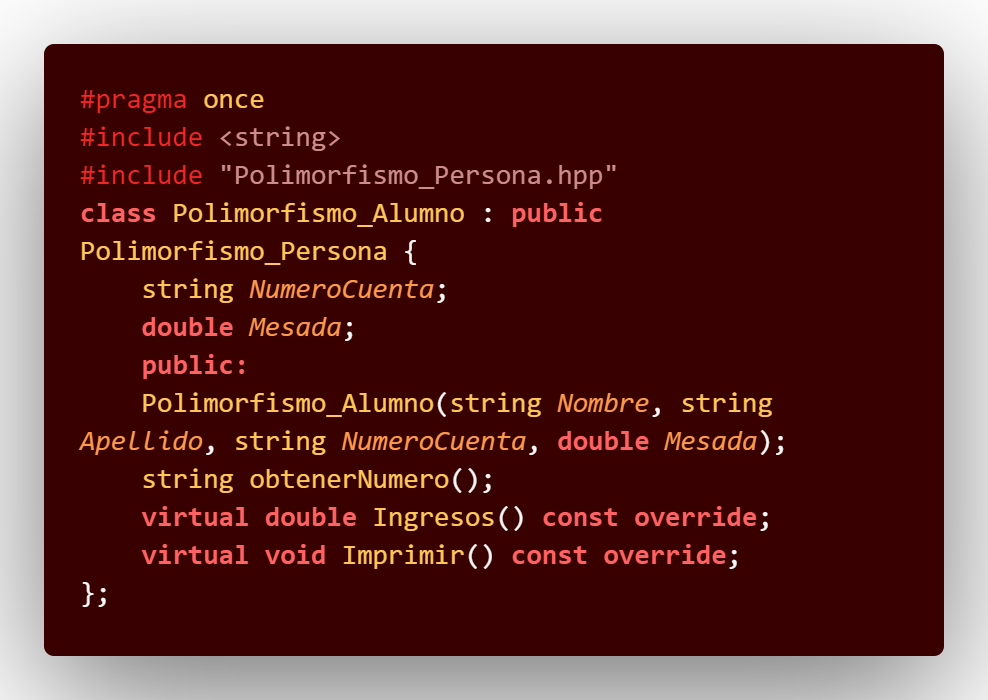 #pragma once
#include <string>
#include "Polimorfismo_Persona.hpp"
class Polimorfismo_Alumno : public
Polimorfismo_Persona {
    string NumeroCuenta;
    double Mesada;
    public:
    Polimorfismo_Alumno(string Nombre, string
Apellido, string NumeroCuenta, double Mesada);
    string obtenerNumero();
    virtual double Ingresos() const override;
    virtual void Imprimir() const override;
};